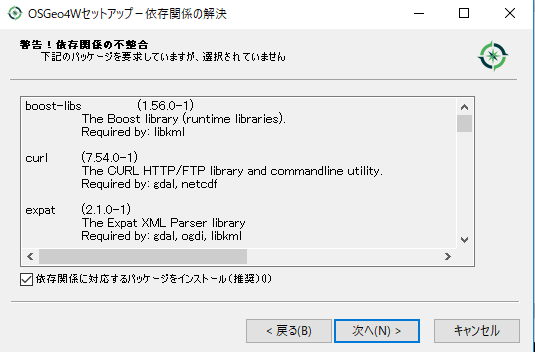 OSGeo4Wセットアップ－依存関係の解決
警告！依存関係の不整合
下記のパッケージを要求していますが、選択されていません
boost-libs (1.56.0-1)
The Boost library (runtime libraries).
Required by: libkml
curl (7.54.0-1)
The CURL HTTP/FTP library and commandline utility.
Required by: gdal, netcdf
expat (2.1.0-1)
The Expat XML Parser library
Required by: gdal, ogdi, libkml
依存関係に対応するパッケージをインストール（推奨）(I)
< 戻る(B)
次へ(N) >
キャンセル